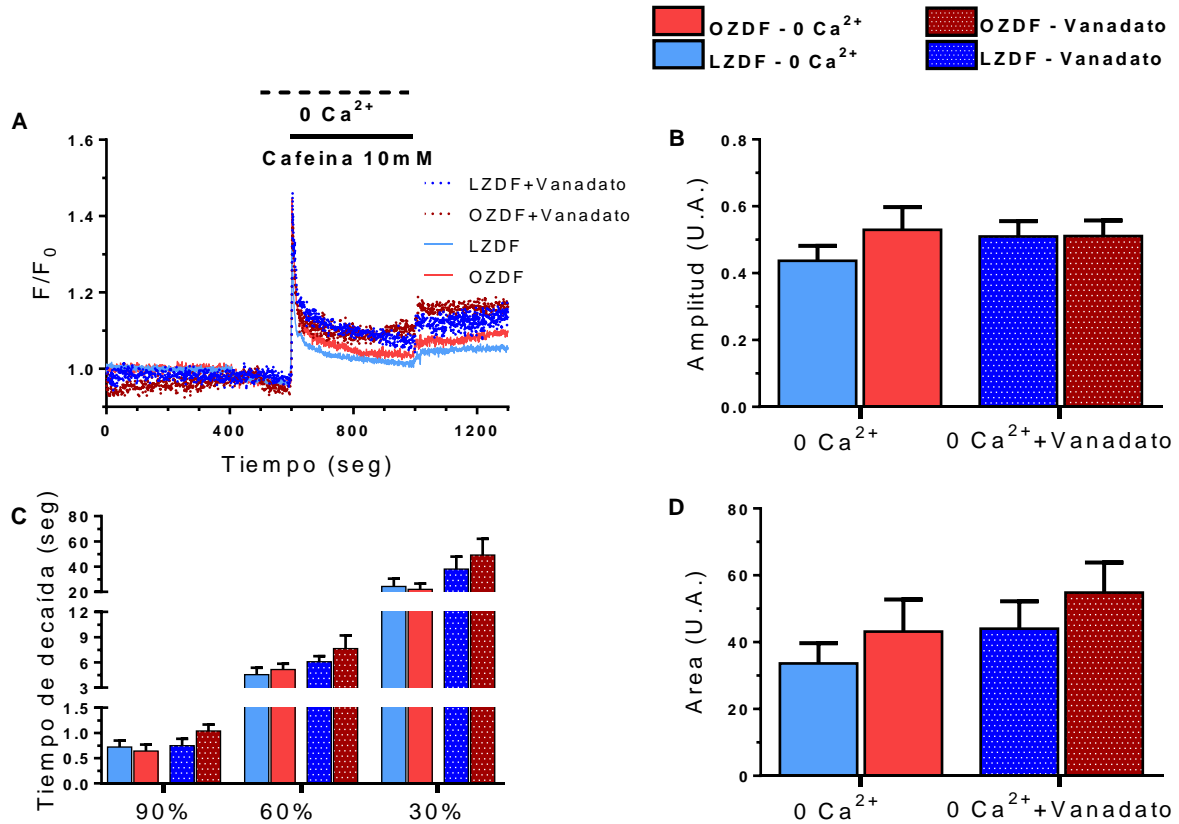 OZDF - 0 Ca²⁺
OZDF - Vanadato
LZDF - 0 Ca²⁺
LZDF - Vanadato
A
0 Ca²⁺
Cafeina 10mM
LZDF+Vanadato
OZDF+Vanadato
LZDF
OZDF
F/F₀
1.6
1.4
1.2
1.0
0
400
800
1200
Tiempo (seg)
B
Amplitud (U.A.)
0.8
0.6
0.4
0.2
0.0
0 Ca²⁺
0 Ca²⁺+Vanadato
C
Tiempo de decaída (seg)
80
60
40
20
12
9
6
3
1.5
1.0
0.5
0.0
90%
60%
30%
D
Area (U.A.)
80
60
40
20
0
0 Ca²⁺
0 Ca²⁺+Vanadato